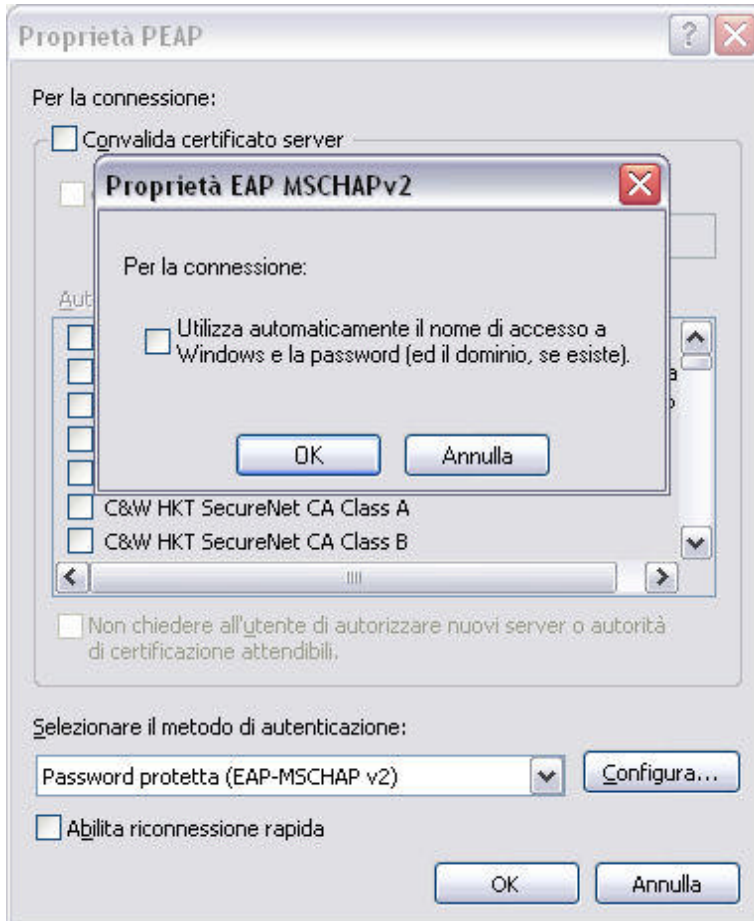 Proprietà PEAP
Per la connessione:
Convalida certificato server
Proprietà EAP MSCHAPv2
Per la connessione:
Utilizza automaticamente il nome di accesso a
Windows e la password (ed il dominio, se esiste).
OK
Annulla
C&W HKT SecureNet CA Class A
C&W HKT SecureNet CA Class B
Non chiedere all'utente di autorizzare nuovi server o autorità
di certificazione attendibili.
Selezionare il metodo di autenticazione:
Password protetta (EAP-MSCHAP v2)
Configura...
Abilita riconnessione rapida
OK
Annulla